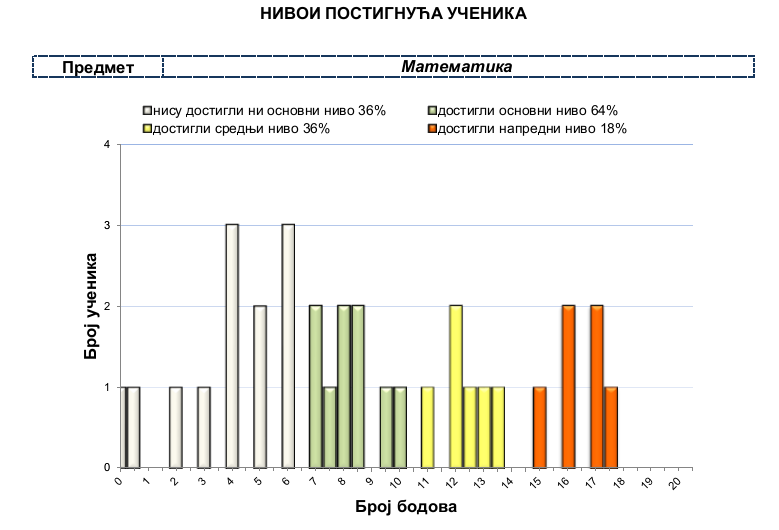 НИВОИ ПОСТИГНУЋА УЧЕНИКА
Предмет Математика
нису достигли ни основни ниво 36% достигли основни ниво 64%
достигли средњи ниво 36% достигли напредни ниво 18%
4
3
2
1
0
Број ученика
0 1 2 3 4 5 6 7 8 9 10 11 12 13 14 15 16 17 18 19 20
Број бодова